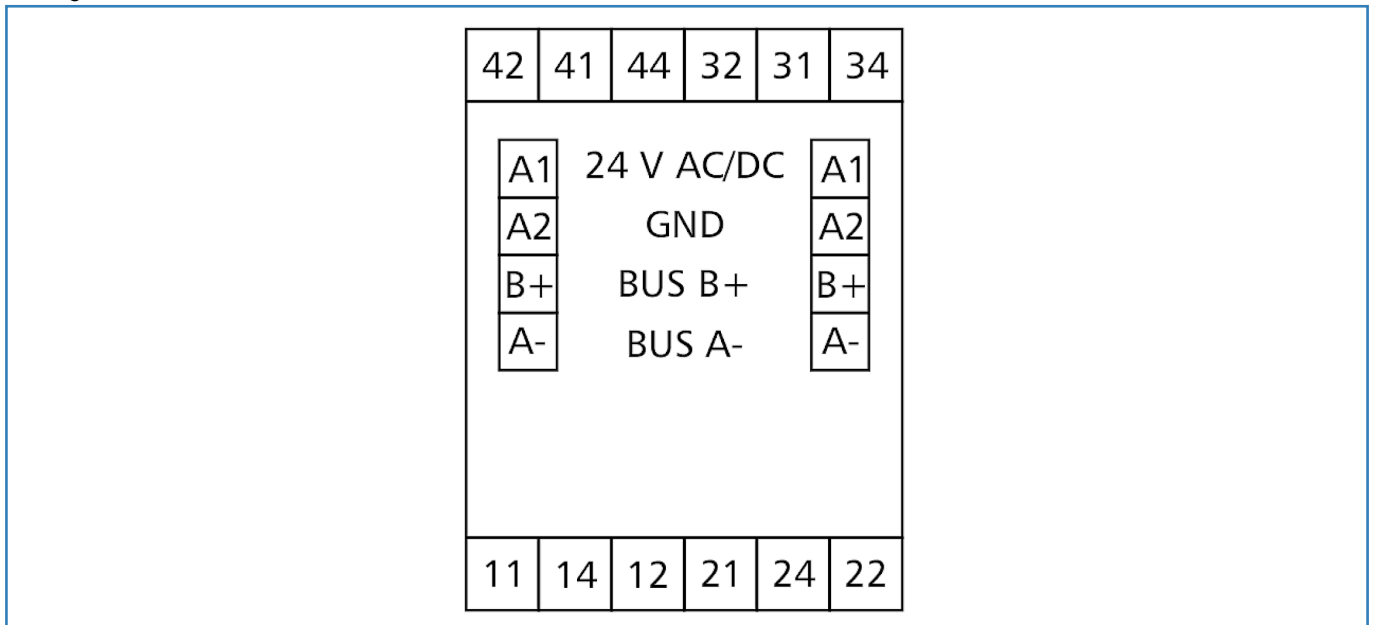 42 41 44 32 31 34
A1 24 V AC/DC A1
A2 GND A2
B+ BUS B+ B+
A- BUS A- A-
11 14 12 21 24 22